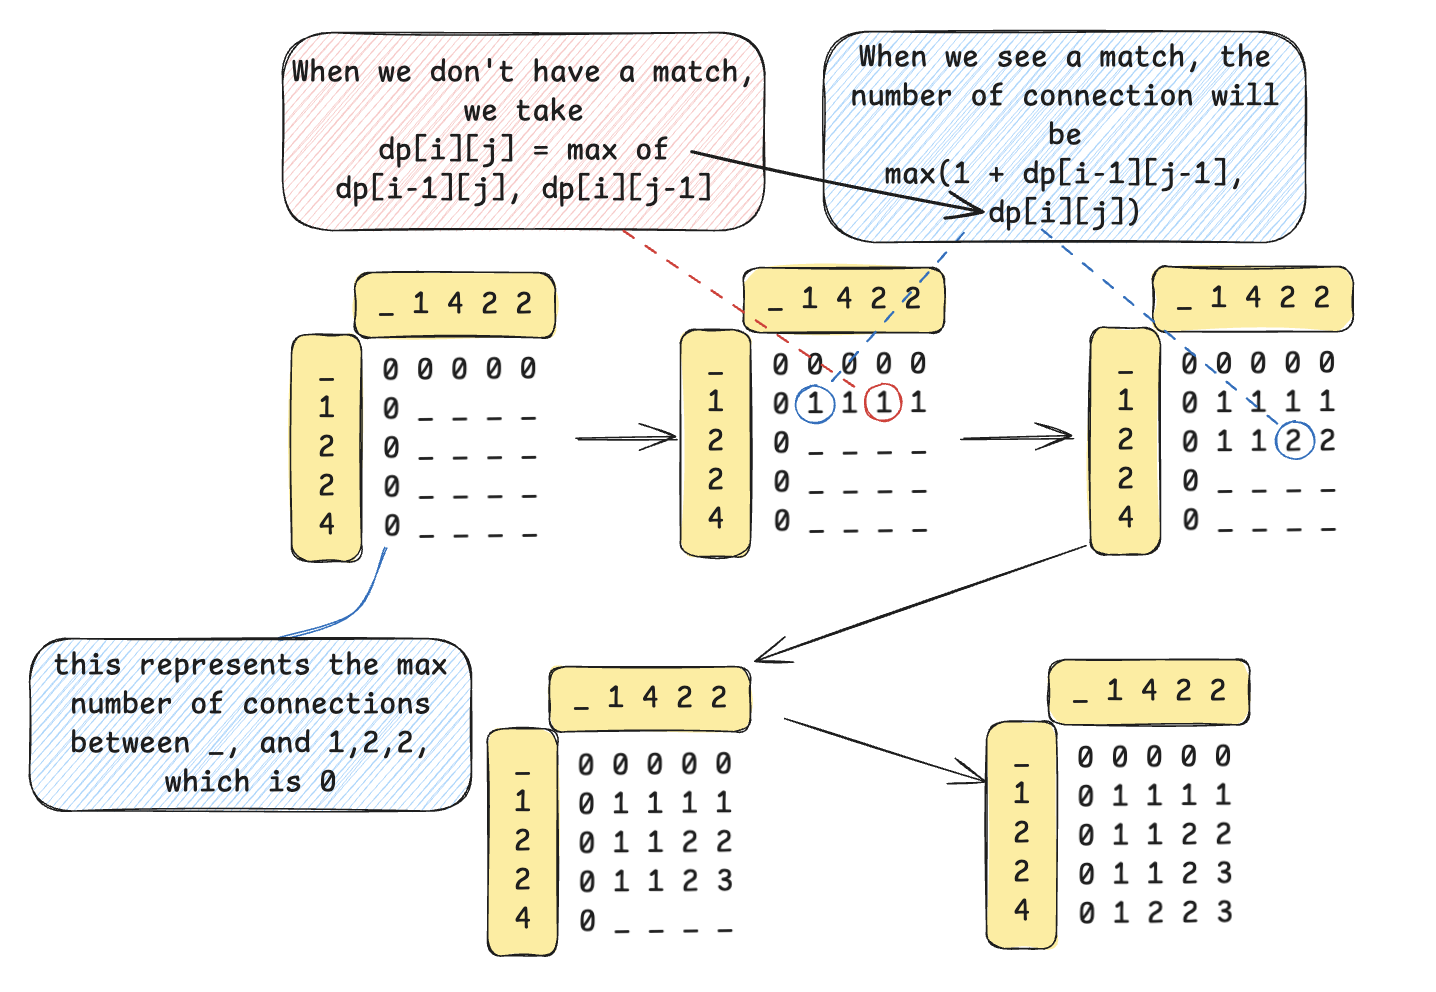 When we don't have a match,
we take
dp[i][j] = max of
dp[i-1][j], dp[i][j-1]
When we see a match, the
number of connection will
be
max(1 + dp[i-1][j-1],
dp[i][j])
_ 1 4 2 2
_ 0 0 0 0 0
1 0 _ _ _ _
2 0 _ _ _ _
2 0 _ _ _ _
4 0 _ _ _ _
_ 1 4 2 2
_ 0 0 0 0 0
1 0 1 1 1 1
2 0 _ _ _ _
2 0 _ _ _ _
4 0 _ _ _ _
_ 1 4 2 2
_ 0 0 0 0 0
1 0 1 1 1 1
2 0 1 1 2 2
2 0 _ _ _ _
4 0 _ _ _ _
this represents the max
number of connections
between _, and 1,2,2,
which is 0
_ 1 4 2 2
_ 0 0 0 0 0
1 0 1 1 1 1
2 0 1 1 2 2
2 0 1 1 2 3
4 0 _ _ _ _
_ 1 4 2 2
_ 0 0 0 0 0
1 0 1 1 1 1
2 0 1 1 2 2
2 0 1 1 2 3
4 0 1 2 2 3